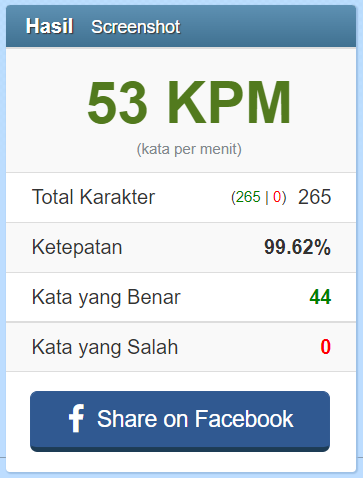 Hasil Screenshot
53 KPM
(kata per menit)
Total Karakter (265 | 0) 265
Ketepatan 99.62%
Kata yang Benar 44
Kata yang Salah 0
Share on Facebook